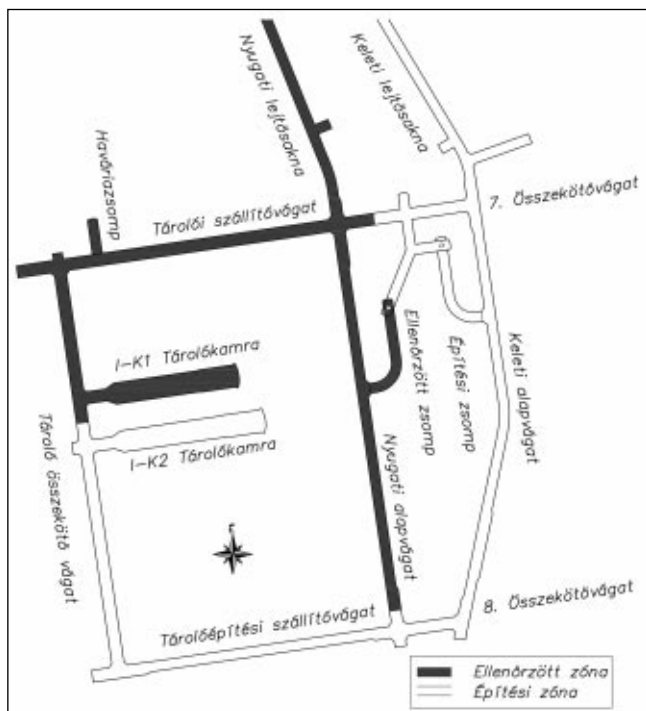 Nyugati lejtősakna
Keleti lejtősakna
Haváriazsomp
Tárolói szállítóvágat
7. Összekötővágat
I-K1 Tárolókamra
Ellenőrzött zsomp
Építési zsomp
Keleti alapvágat
I-K2 Tárolókamra
Tároló összekötő vágat
Nyugati alapvágat
Tárolóépítési szállítóvágat
8. Összekötővágat
Ellenőrzött zóna
Építési zóna